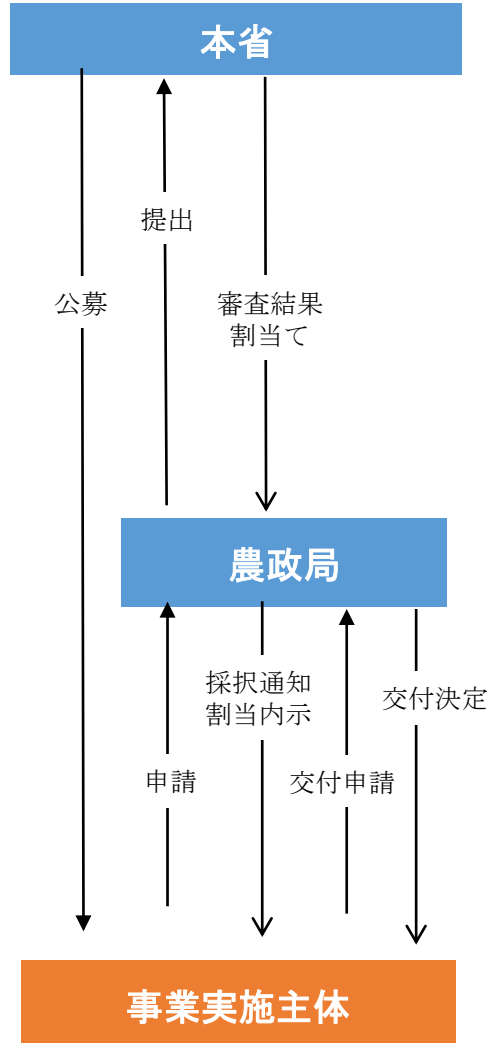 本省
提出
公募
審査結果
割当て
農政局
採択通知
割当内示
交付決定
申請
交付申請
事業実施主体